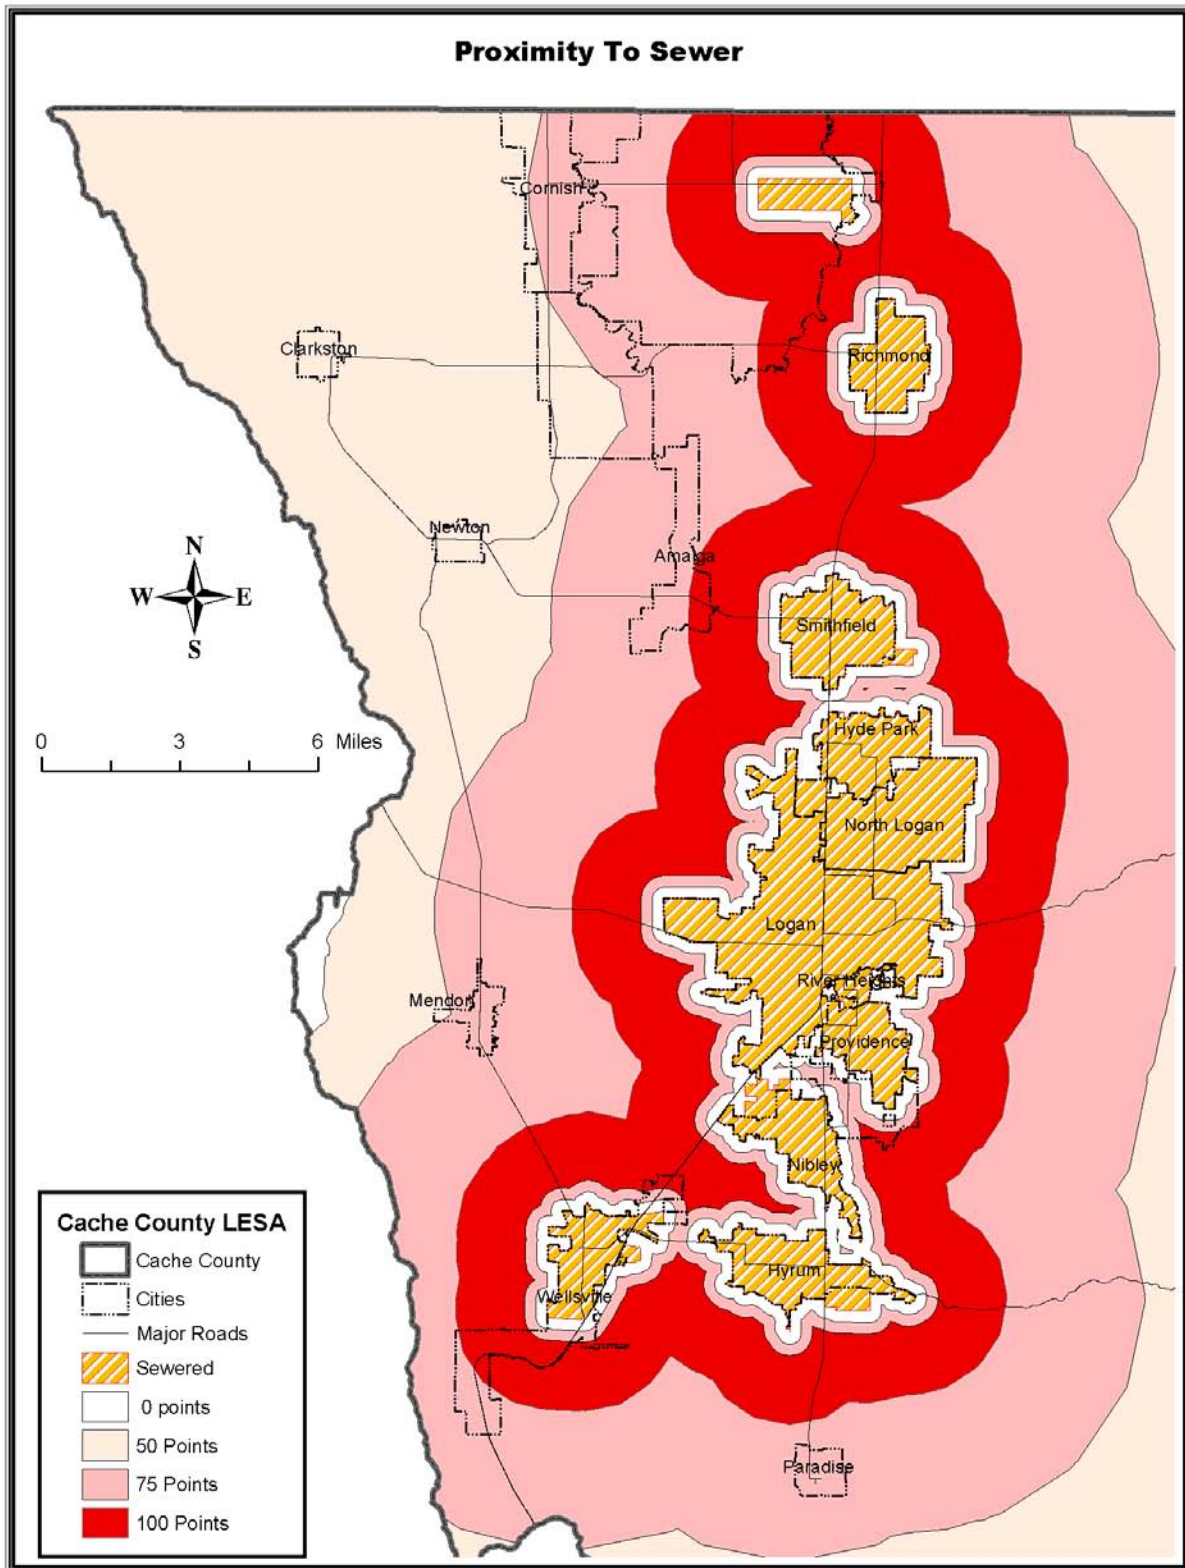 Proximity To Sewer
Cornish
Clarkston
Richmond
Newton
Amalga
N
W E
S
Smithfield
Hyde Park
0 3 6 Miles
North Logan
Logan
River Heights
Mendon
Providence
Nibley
Hyrum
Wellsville
Paradise
Cache County LESA
Cache County
Cities
Major Roads
Sewered
0 points
50 Points
75 Points
100 Points